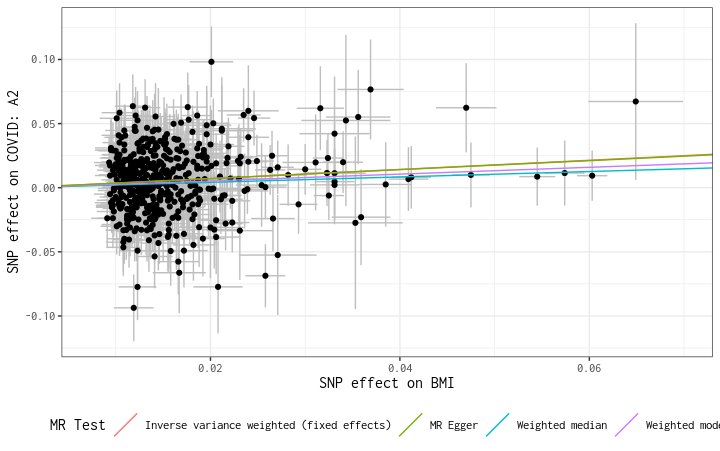 SNP effect on COVID: A2
0.10
0.05
0.00
-0.05
-0.10
0.02 0.04 0.06
SNP effect on BMI
MR Test Inverse variance weighted (fixed effects) MR Egger Weighted median Weighted